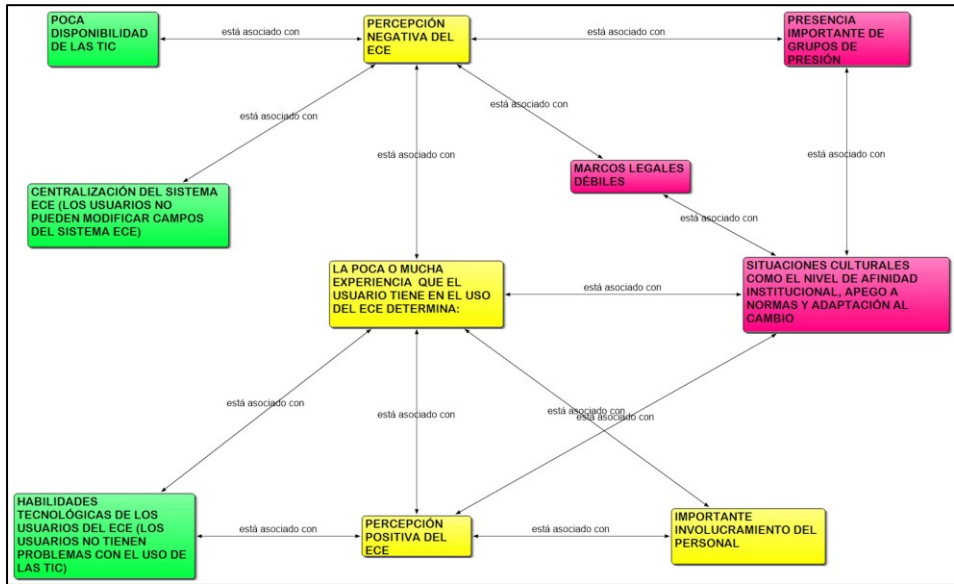 POCA
DISPONIBILIDAD
DE LAS TIC
está asociado con
PERCEPCIÓN
NEGATIVA DEL
ECE
está asociado con
PRESENCIA
IMPORTANTE DE
GRUPOS DE
PRESIÓN
está asociado con
está asociado con
está asociado con
está asociado con
CENTRALIZACIÓN DEL SISTEMA
ECE (LOS USUARIOS NO
PUEDEN MODIFICAR CAMPOS
DEL SISTEMA ECE)
MARCOS LEGALES
DÉBILES
está asociado con
LA POCA O MUCHA
EXPERIENCIA QUE EL
USUARIO TIENE EN EL USO
DEL ECE DETERMINA:
está asociado con
SITUACIONES CULTURALES
COMO EL NIVEL DE AFINIDAD
INSTITUCIONAL, APEGO A
NORMAS Y ADAPTACIÓN AL
CAMBIO
está asociado con
está asociado con
está asociado con
está asociado con
HABILIDADES
TECNOLÓGICAS DE LOS
USUARIOS DEL ECE (LOS
USUARIOS NO TIENEN
PROBLEMAS CON EL USO DE
LAS TIC)
está asociado con
PERCEPCIÓN
POSITIVA DEL
ECE
está asociado con
IMPORTANTE
INVOLUCRAMIENTO DEL
PERSONAL